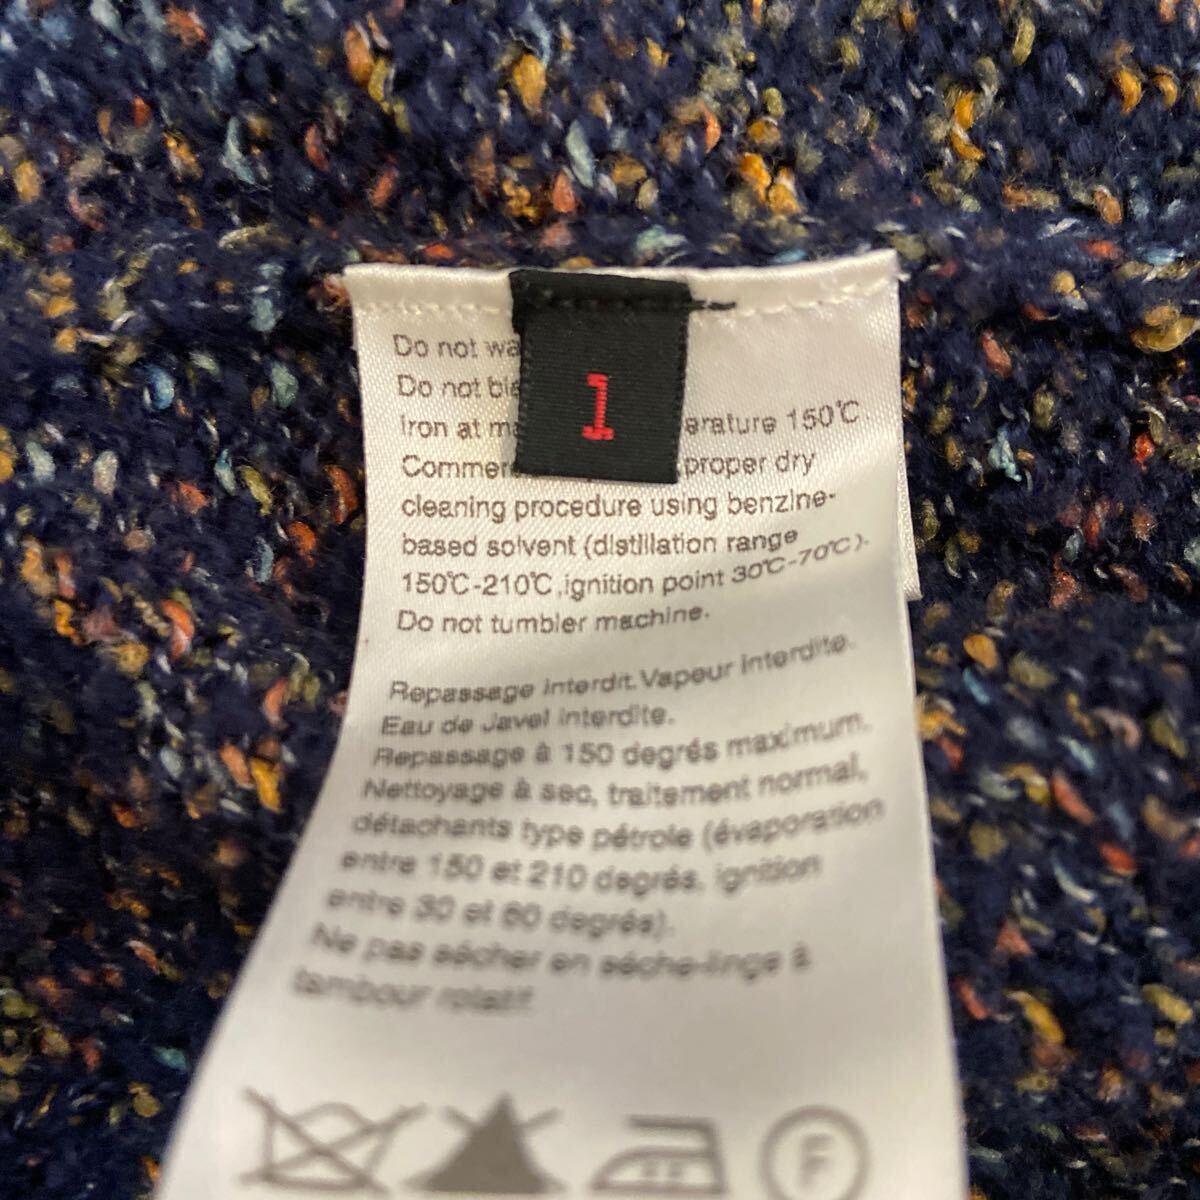 1
Do not wa
Do not ble
Iron at ma erature 150°C
Commer proper dry
cleaning procedure using benzine-
based solvent (distillation range
150°C-210°C ,ignition point 30°C-70°C).
Do not tumbler machine.
Repassage interdit. Vapeur interdite.
Eau de Javel interdite.
Repassage à 150 degrés maximum.
Nettoyage à sec, traitement normal,
détachants type pétrole (évaporation
entre 150 et 210 degrés, ignition
entre 30 et 60 degrés).
Ne pas sécher en sèche-linge à
tambour rotatif.
F